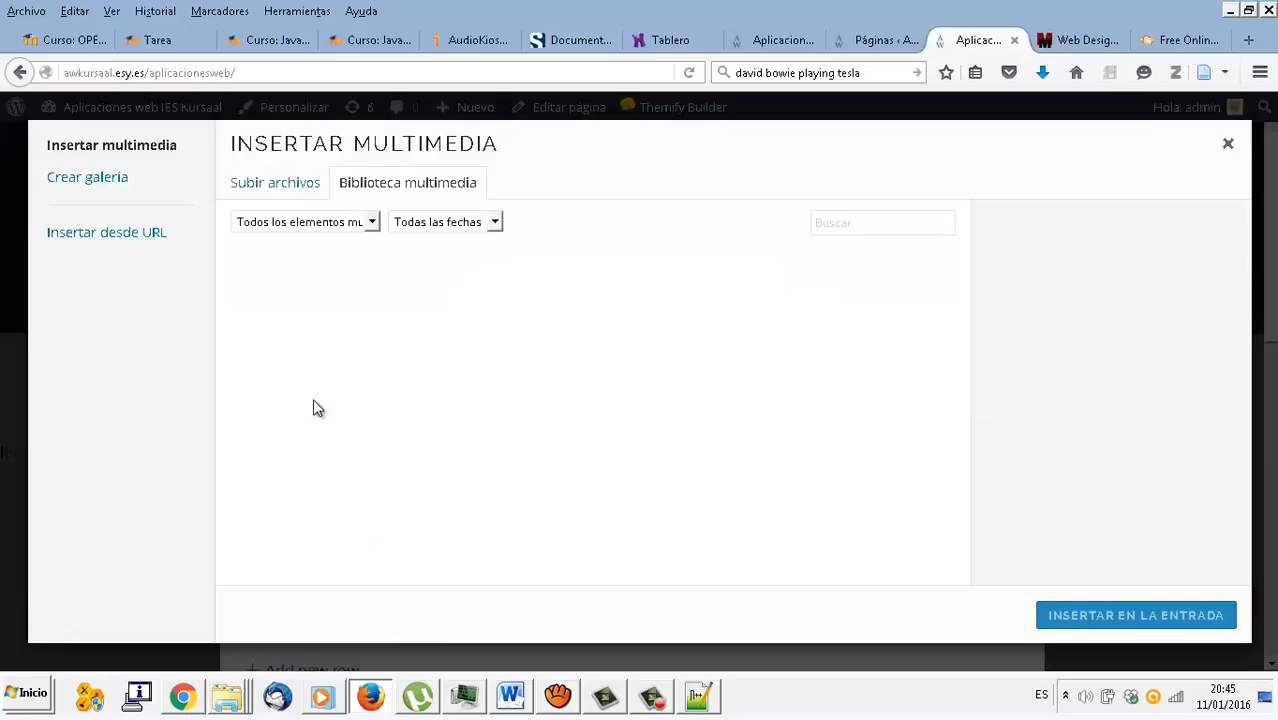 Archivo Editar Ver Historial Marcadores Herramientas Ayuda
Curso: OPE... Tarea Curso: Java... Curso: Java... AudioKios... Document... Tablero Aplicacion... Páginas ‹ A... Aplicac... Web Desig... Free Onlin...
awkursaal.esy.es/aplicacionesweb/ david bowie playing tesla
Aplicaciones web IES Kursaal Personalizar 6 0 Nuevo Editar página Themify Builder Hola, admin
Insertar multimedia
Crear galería
Insertar desde URL
INSERTAR MULTIMEDIA
Subir archivos Biblioteca multimedia
Todos los elementos mu Todas las fechas Buscar
INSERTAR EN LA ENTRADA
+ Add new row
Inicio ES 20:45
11/01/2016